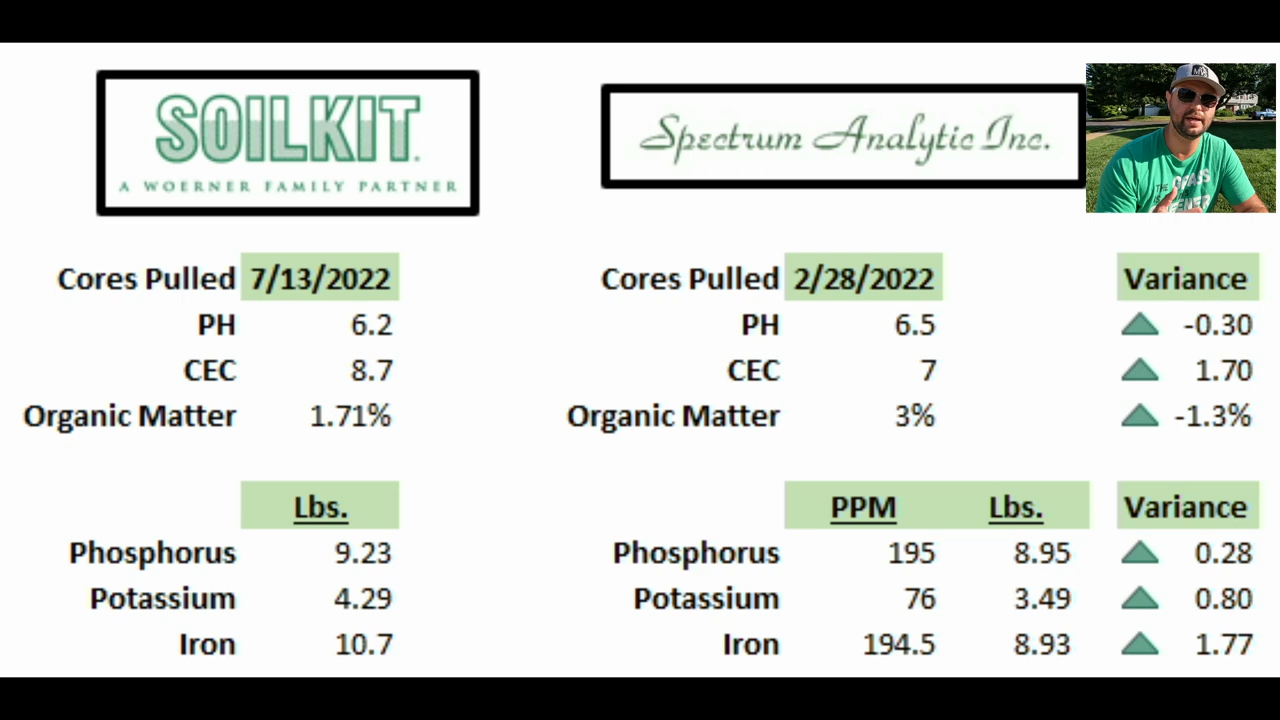 SOILKIT
A WOERNER FAMILY PARTNER
Spectrum Analytic Inc.
THE GRASS
IS
Cores Pulled 7/13/2022 Cores Pulled 2/28/2022 Variance
PH 6.2 PH 6.5 -0.30
CEC 8.7 CEC 7 1.70
Organic Matter 1.71% Organic Matter 3% -1.3%
Lbs. PPM Lbs. Variance
Phosphorus 9.23 Phosphorus 195 8.95 0.28
Potassium 4.29 Potassium 76 3.49 0.80
Iron 10.7 Iron 194.5 8.93 1.77